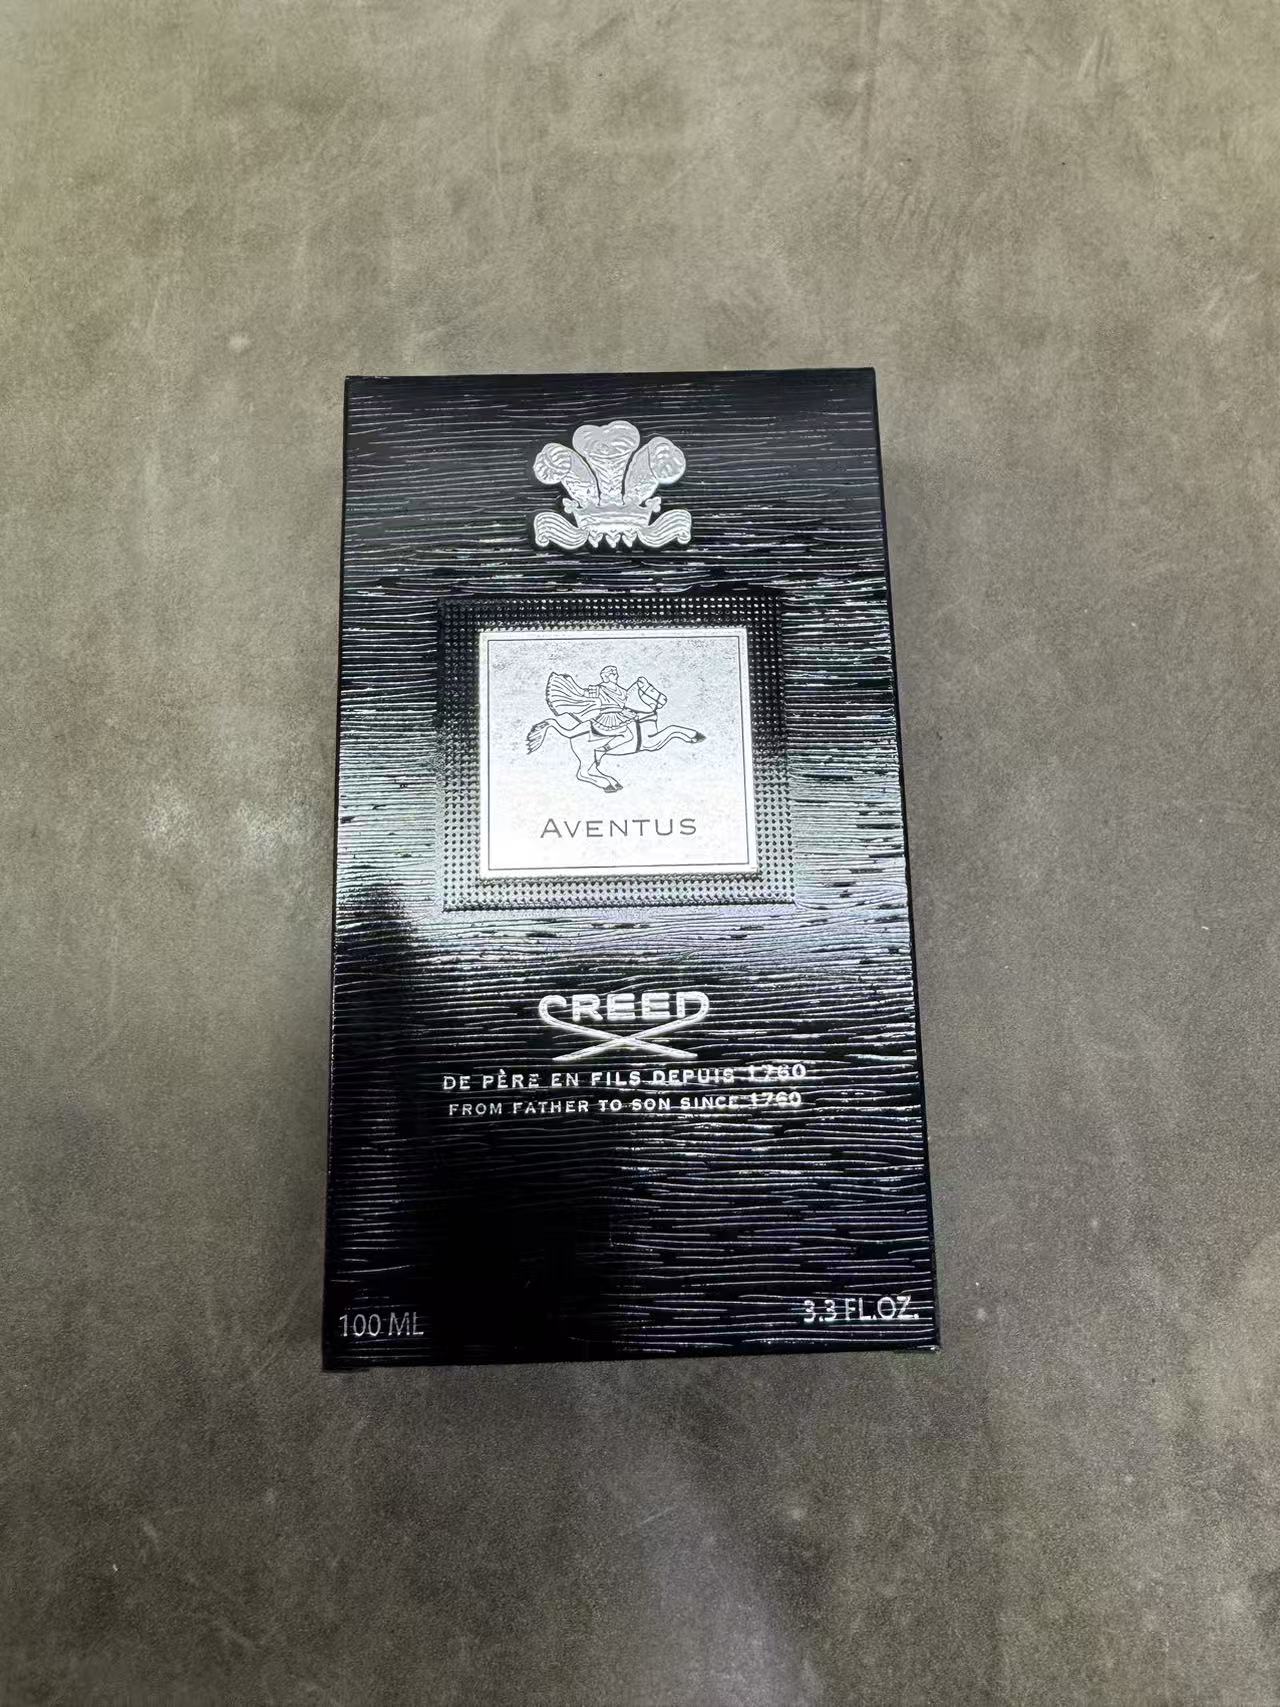 AVENTUS
CREED
DE PÈRE EN FILS DEPUIS 1760
FROM FATHER TO SON SINCE 1760
100 ML
3.3 FL.OZ.